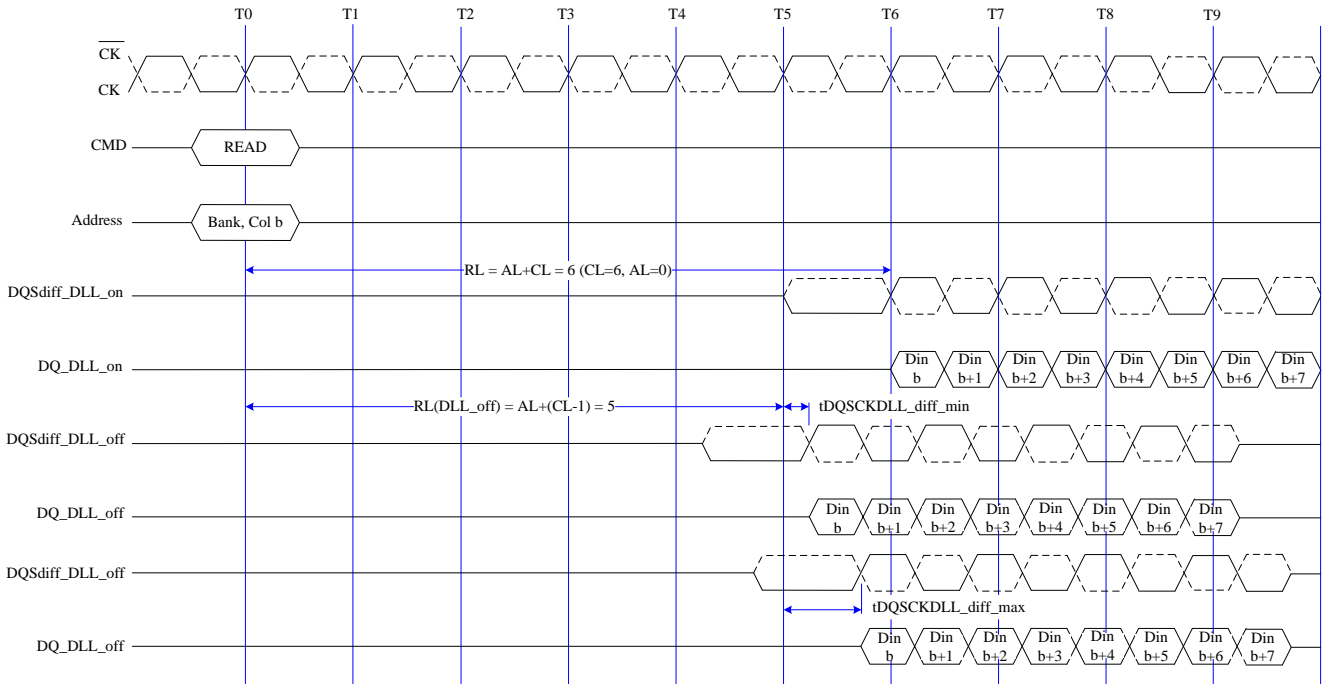 T0 T1 T2 T3 T4 T5 T6 T7 T8 T9
CK
CK
CMD
READ
Address
Bank, Col b
RL = AL+CL = 6 (CL=6, AL=0)
DQSdiff_DLL_on
DQ_DLL_on
Din Din Din Din Din Din Din Din
b b+1 b+2 b+3 b+4 b+5 b+6 b+7
RL(DLL_off) = AL+(CL-1) = 5
tDQSCKDLL_diff_min
DQSdiff_DLL_off
DQ_DLL_off
Din Din Din Din Din Din Din Din
b b+1 b+2 b+3 b+4 b+5 b+6 b+7
DQSdiff_DLL_off
tDQSCKDLL_diff_max
DQ_DLL_off
Din Din Din Din Din Din Din Din
b b+1 b+2 b+3 b+4 b+5 b+6 b+7